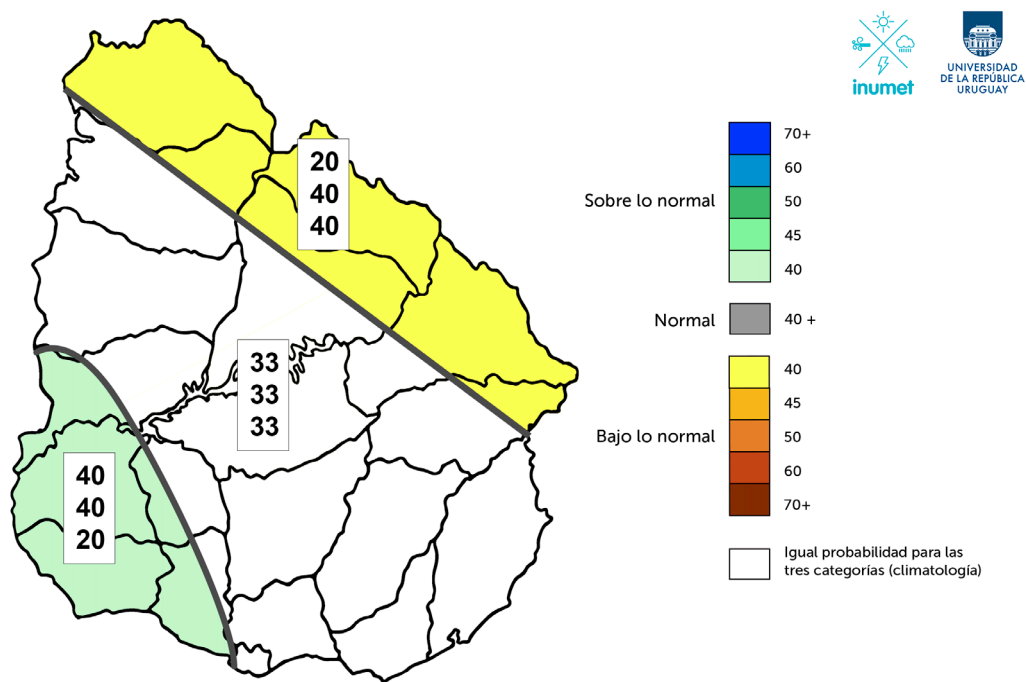 inumet
UNIVERSIDAD
DE LA REPÚBLICA
URUGUAY
20
40
40
33
33
33
40
40
20
Sobre lo normal
70+
60
50
45
40
Normal
40 +
Bajo lo normal
40
45
50
60
70+
Igual probabilidad para las
tres categorías (climatología)